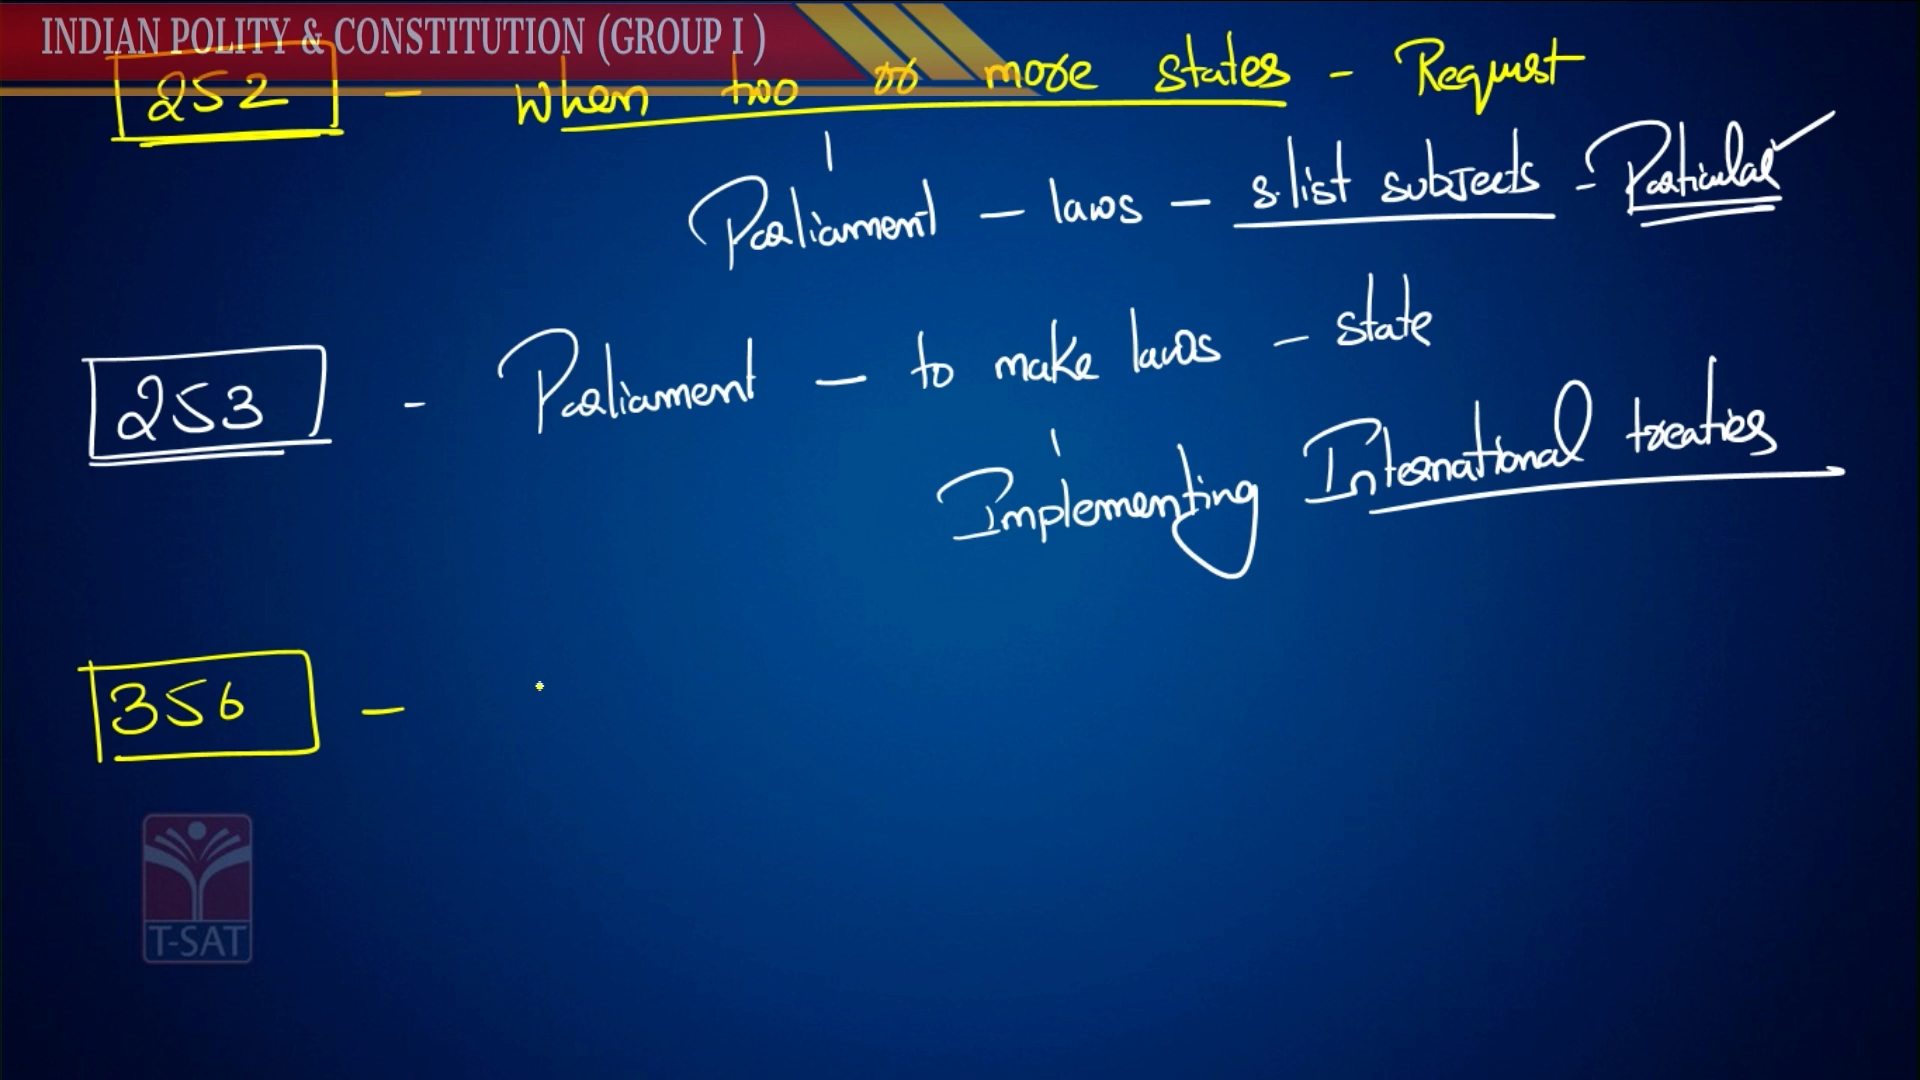 INDIAN POLITY & CONSTITUTION (GROUP I)
252 - When two or more states - Request
Parliament - laws - s.list subjects - Particular
253 - Parliament - to make laws - state
Implementing International treaties
356 -
T-SAT